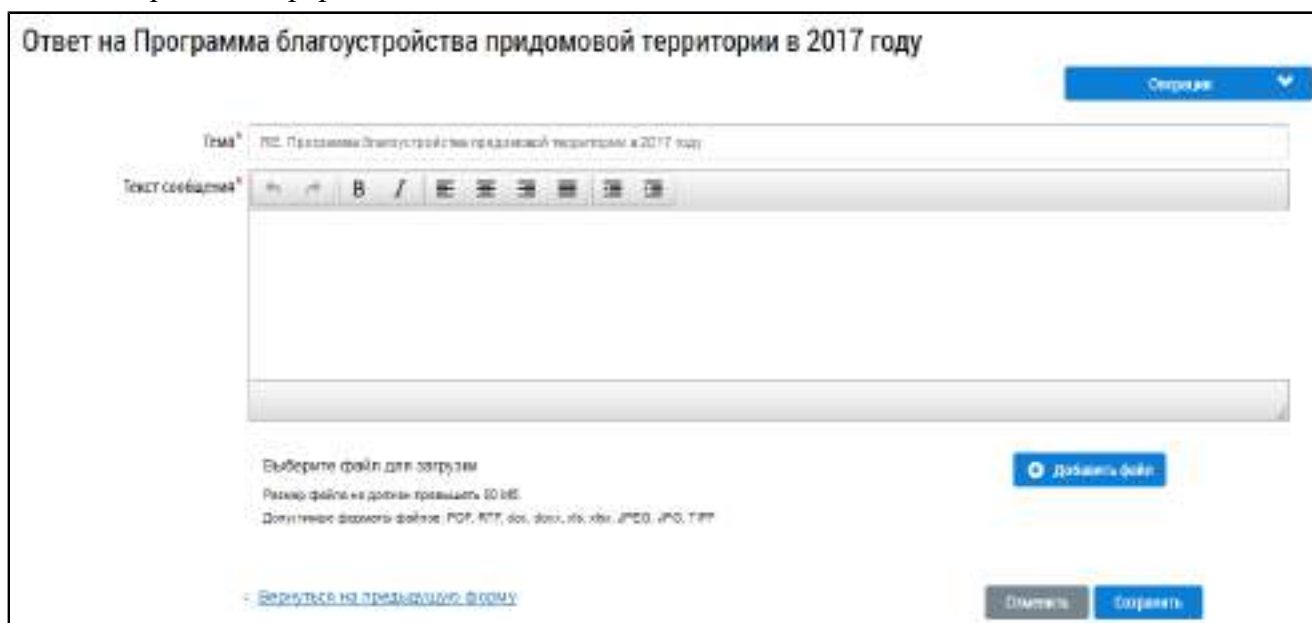 Ответ на Программа благоустройства придомовой территории в 2017 году
Операции
Тема*
RE: Программа благоустройства придомовой территории в 2017 году
Текст сообщения*
B I
Выберите файл для загрузки
Добавить файл
Размер файла не должен превышать 50 Мб.
Допустимые форматы файлов: PDF, RTF, doc, docx, xls, xlsx, JPEG, JPG, TIFF
< Вернуться на предыдущую форму
Отменить
Сохранить